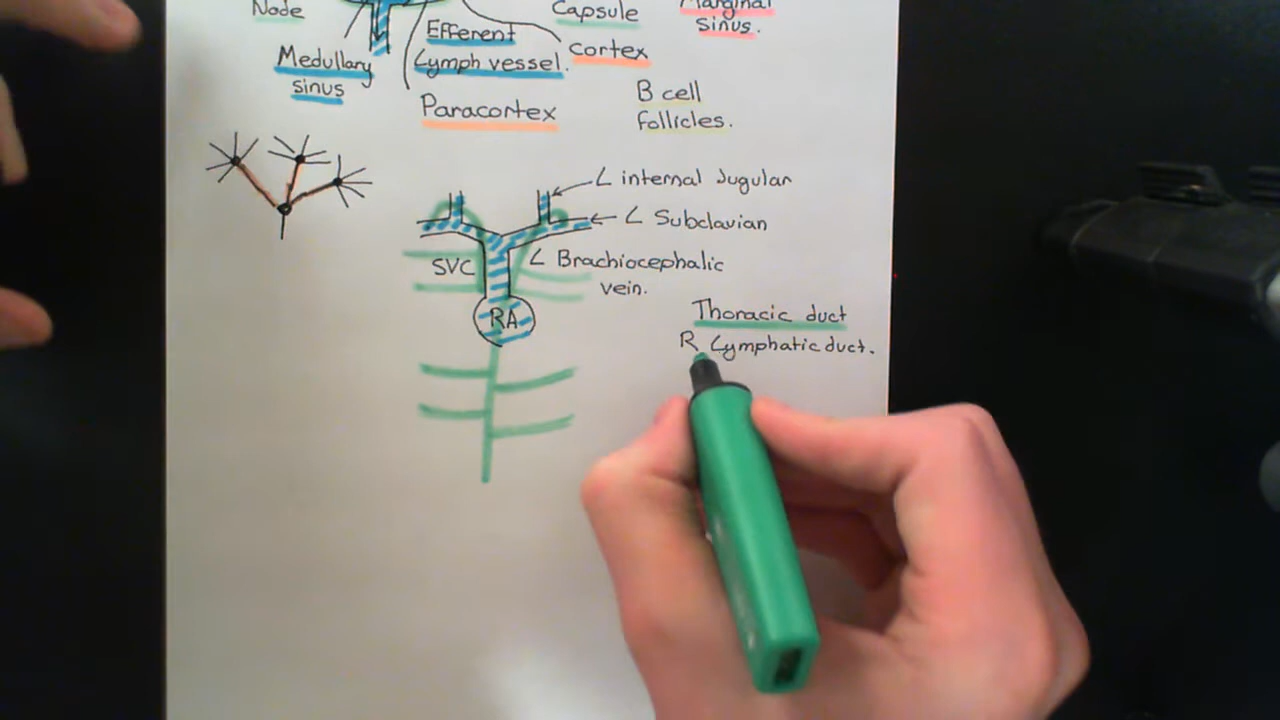 Node
Capsule
Marginal
Sinus.
Efferent
Lymph vessel.
Cortex
Medullary
sinus
B cell
follicles.
Paracortex
L internal Jugular
L Subclavian
SVC
L Brachiocephalic
vein.
RA
Thoracic duct
R Lymphatic duct.